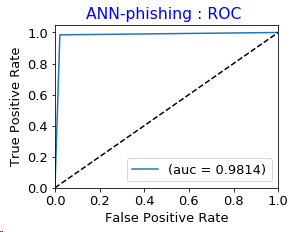 ANN-phishing : ROC
True Positive Rate
1.0
0.8
0.6
0.4
0.2
0.0
(auc = 0.9814)
0.0 0.2 0.4 0.6 0.8 1.0
False Positive Rate